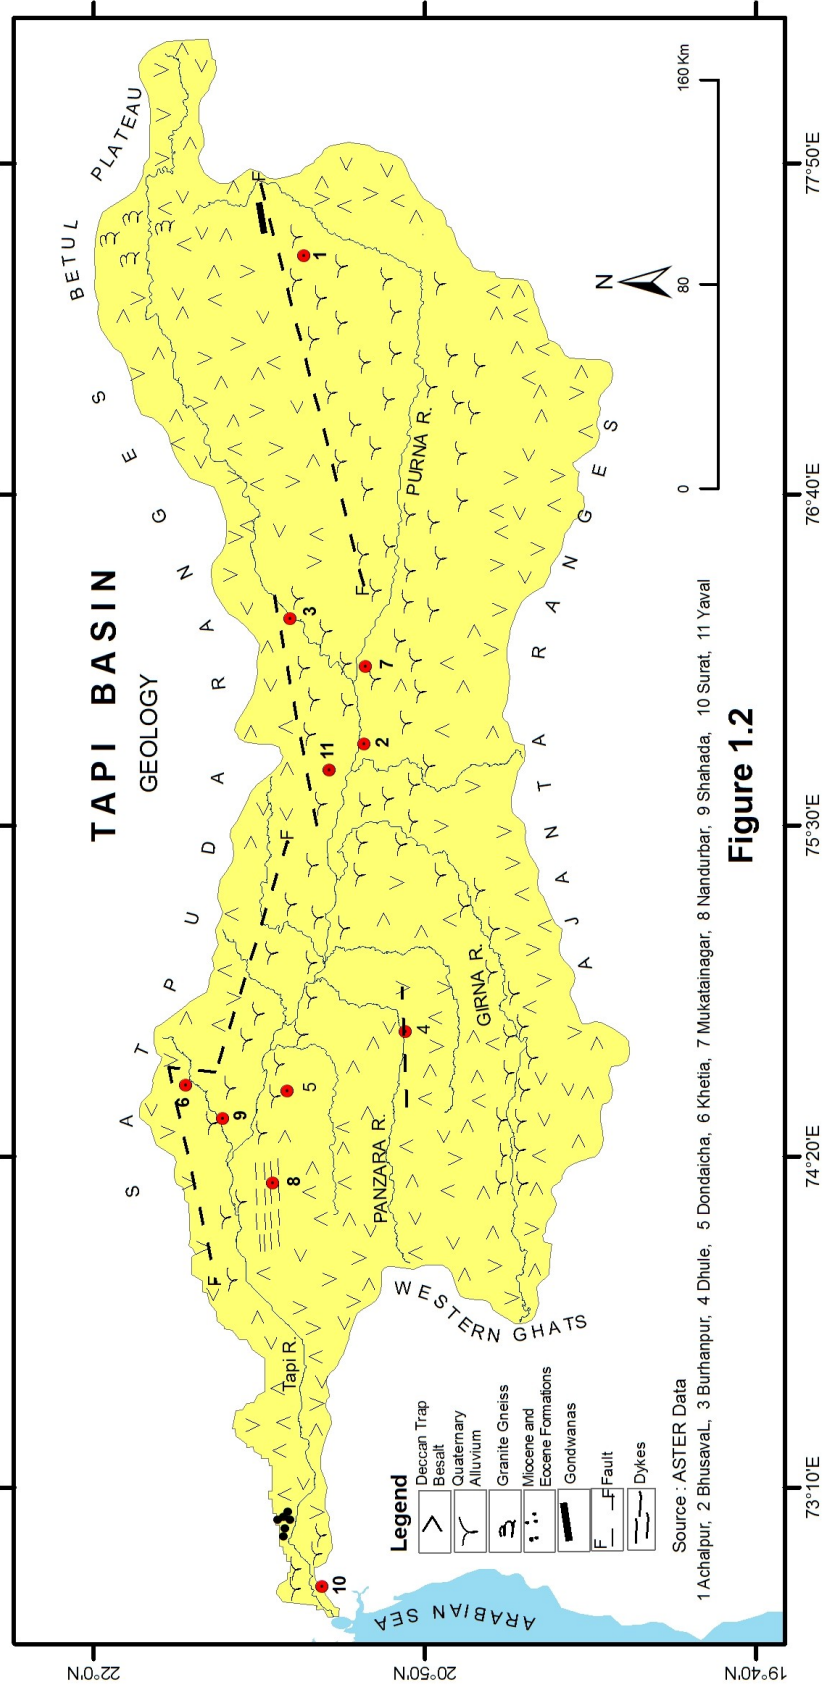 TAPI BASIN
GEOLOGY
BETUL PLATEAU
SATPUDA RANGES
AJANTA RANGES
WESTERN GHATS
ARABIAN SEA
Tapi R.
PANZARA R.
GIRNA R.
PURNA R.
F
F
F
F
F
1
2
3
4
5
6
7
8
9
10
11
N
0
80
160 Km
Legend
Deccan Trap
Besalt
Quaternary
Alluvium
Granite Gneiss
Miocene and
Eocene Formations
Gondwanas
F
F
Fault
Dykes
Source : ASTER Data
1 Achalpur, 2 BhusavaL, 3 Burhanpur, 4 Dhule, 5 Dondaicha, 6 Khetia, 7 Mukatainagar, 8 Nandurbar, 9 Shahada, 10 Surat, 11 Yaval
Figure 1.2
73°10'E
74°20'E
75°30'E
76°40'E
77°50'E
22°0'N
20°50'N
19°40'N